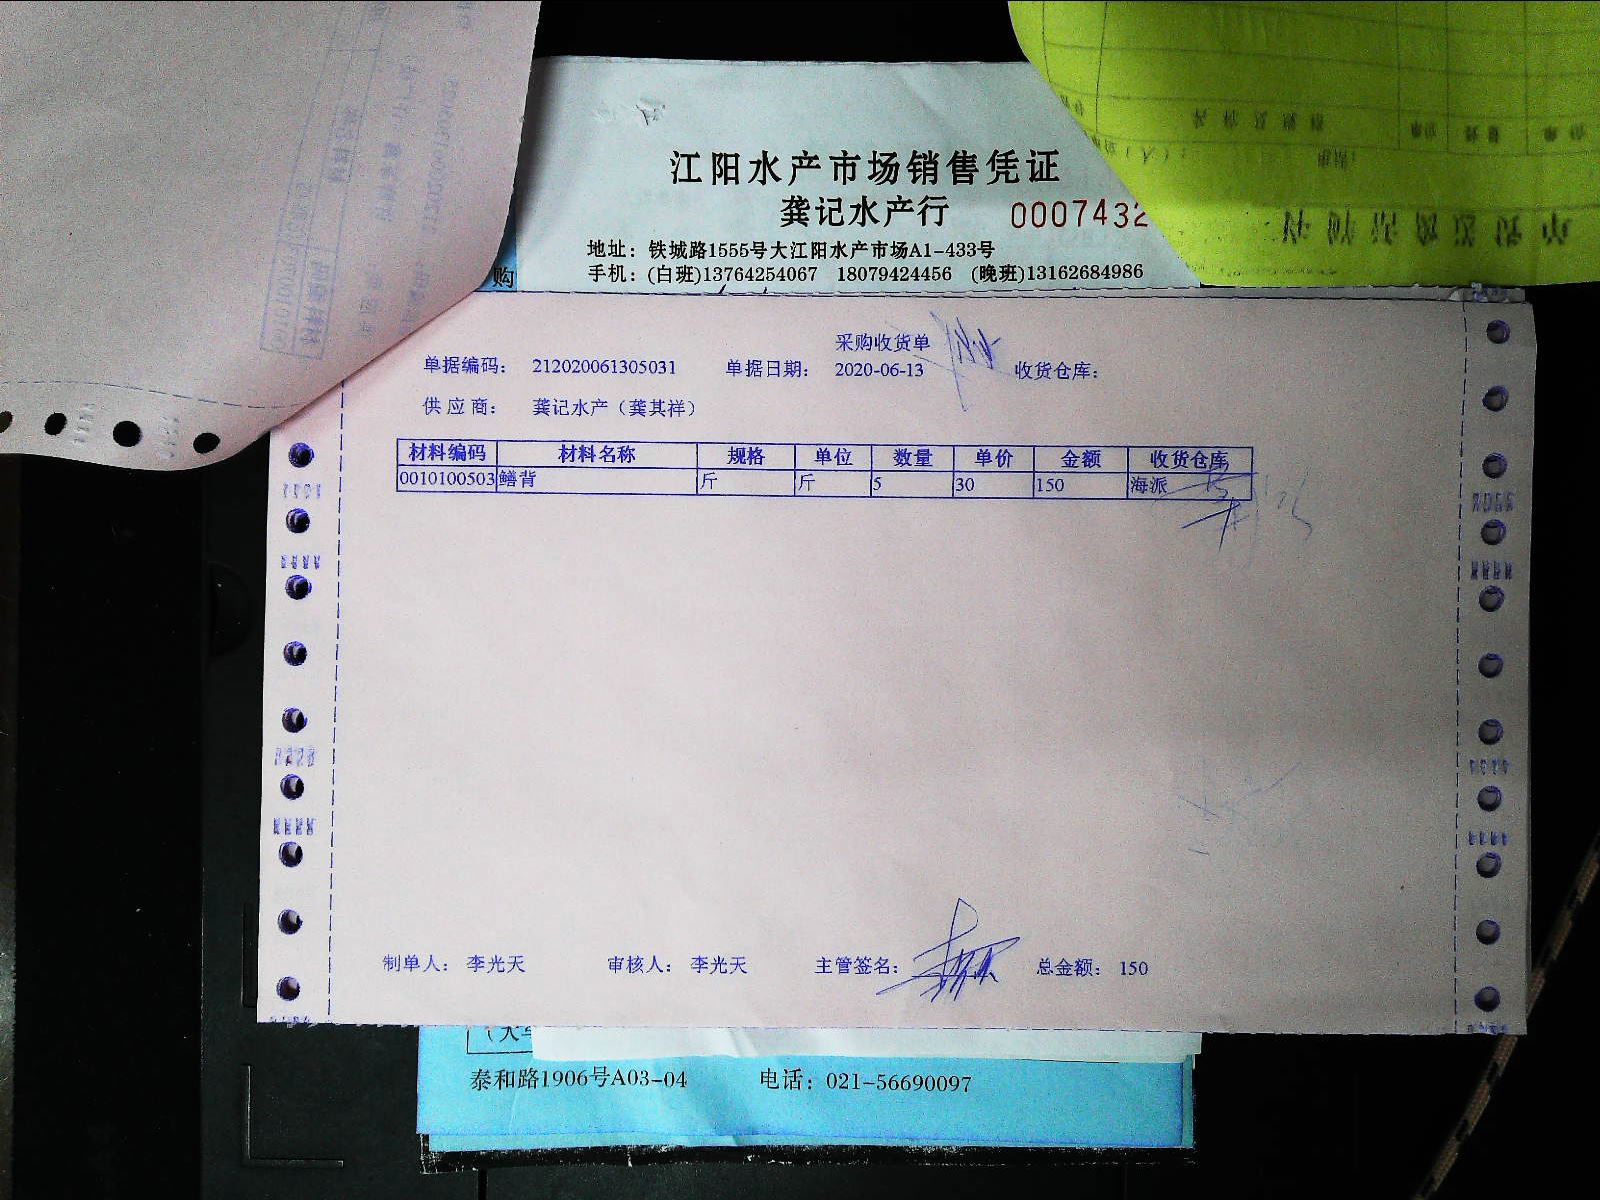 江阳水产市场销售凭证
龚记水产行 0007432
地址：铁城路1555号大江阳水产市场A1-433号
手机：(白班)13764254067 18079424456 (晚班)13162684986
购
采购收货单
单据编码： 212020061305031 单据日期： 2020-06-13 收货仓库：
供 应 商： 龚记水产（龚其祥）
材料编码 材料名称 规格 单位 数量 单价 金额 收货仓库
0010100503 鳝背 斤 斤 5 30 150 海派
制单人： 李光天 审核人： 李光天 主管签名： 总金额： 150
泰和路1906号A03-04 电话：021-56690097